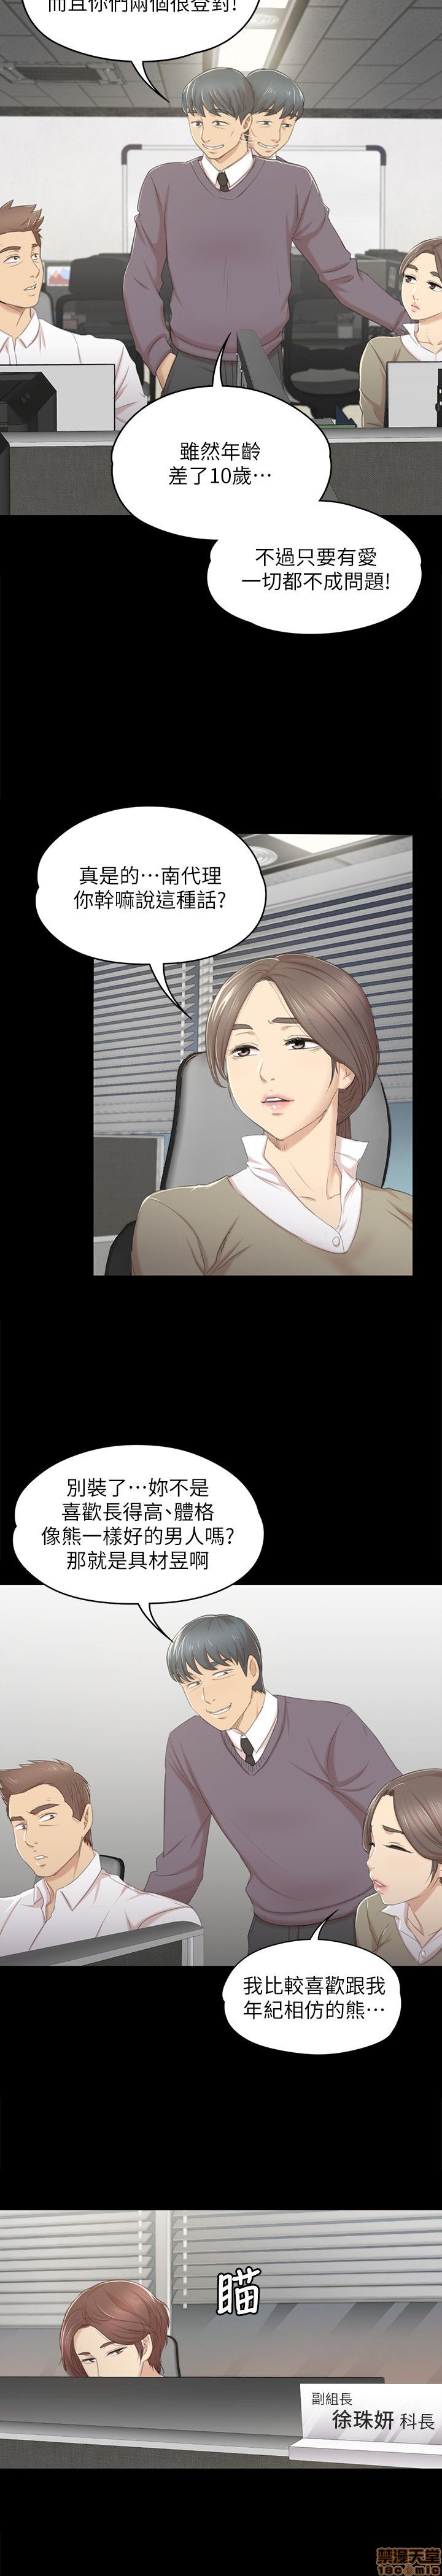 而且你們兩個很登對!
雖然年齡
差了10歲…
不過只要有愛
一切都不成問題!
真是的…南代理
你幹嘛說這種話?
別裝了…妳不是
喜歡長得高、體格
像熊一樣好的男人嗎?
那就是具材昱啊
我比較喜歡跟我
年紀相仿的熊…
瞄
副組長
徐珠妍 科長
禁漫天堂